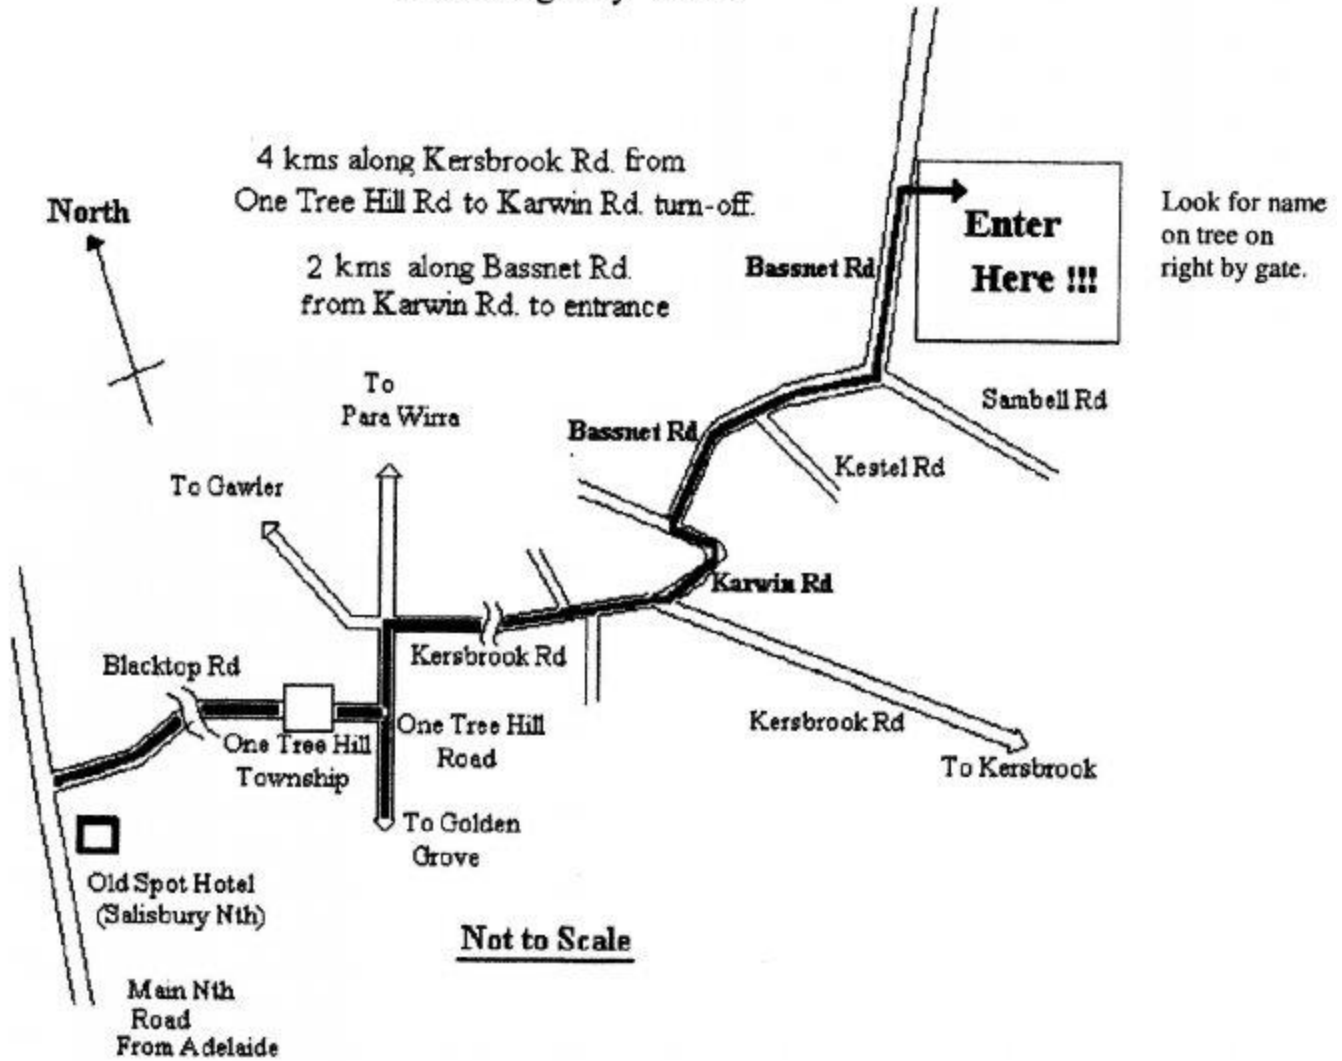 4 kms along Kersbrook Rd. from
One Tree Hill Rd to Karwin Rd. turn-off.
North
2 kms along Bassnet Rd.
from Karwin Rd. to entrance
Bassnet Rd
Enter
Here !!!
Look for name
on tree on
right by gate.
To
Para Wirra
Sambell Rd
Bassnet Rd
Kestel Rd
To Gawler
Karwin Rd
Kersbrook Rd
Blacktop Rd
Kersbrook Rd
One Tree Hill
Township
One Tree Hill
Road
To Kersbrook
To Golden
Grove
Old Spot Hotel
(Salisbury Nth)
Not to Scale
Main Nth
Road
From Adelaide